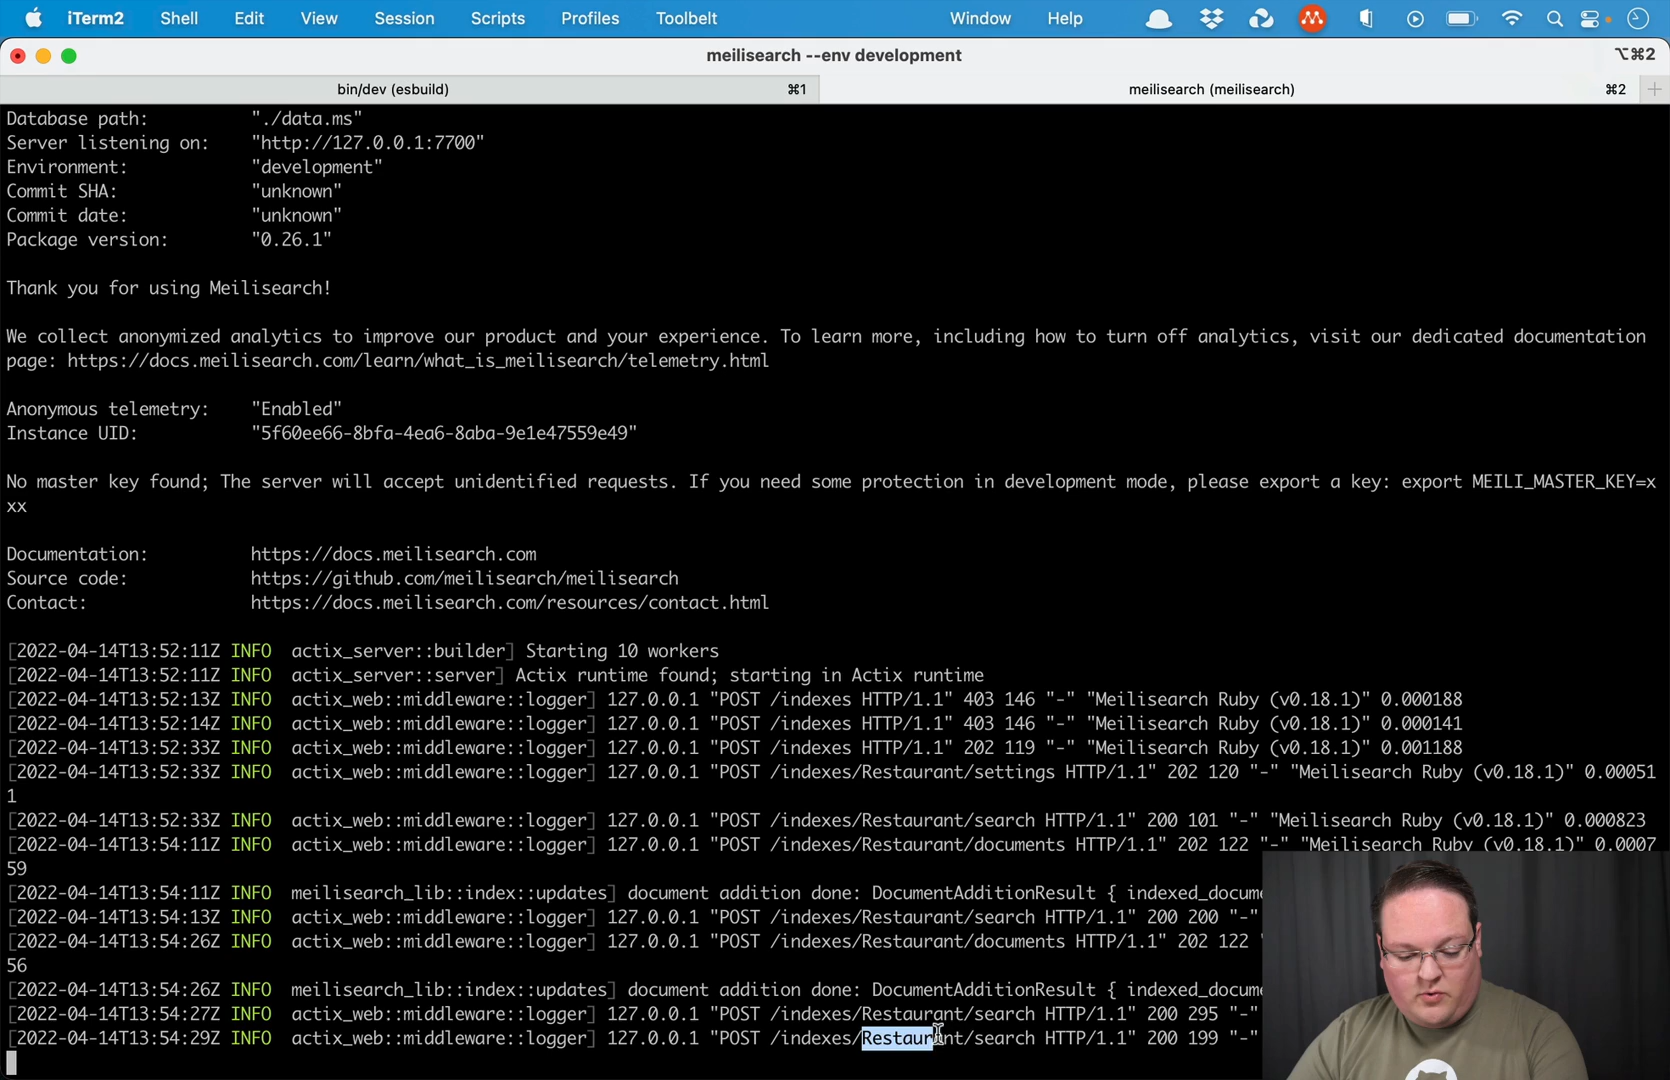 iTerm2 Shell Edit View Session Scripts Profiles Toolbelt Window Help
meilisearch --env development ⌥⌘2
bin/dev (esbuild) ⌘1 meilisearch (meilisearch) ⌘2 +
Database path: "./data.ms"
Server listening on: "http://127.0.0.1:7700"
Environment: "development"
Commit SHA: "unknown"
Commit date: "unknown"
Package version: "0.26.1"
Thank you for using Meilisearch!
We collect anonymized analytics to improve our product and your experience. To learn more, including how to turn off analytics, visit our dedicated documentation
page: https://docs.meilisearch.com/learn/what_is_meilisearch/telemetry.html
Anonymous telemetry: "Enabled"
Instance UID: "5f60ee66-8bfa-4ea6-8aba-9e1e47559e49"
No master key found; The server will accept unidentified requests. If you need some protection in development mode, please export a key: export MEILI_MASTER_KEY=x
xx
Documentation: https://docs.meilisearch.com
Source code: https://github.com/meilisearch/meilisearch
Contact: https://docs.meilisearch.com/resources/contact.html
[2022-04-14T13:52:11Z INFO actix_server::builder] Starting 10 workers
[2022-04-14T13:52:11Z INFO actix_server::server] Actix runtime found; starting in Actix runtime
[2022-04-14T13:52:13Z INFO actix_web::middleware::logger] 127.0.0.1 "POST /indexes HTTP/1.1" 403 146 "-" "Meilisearch Ruby (v0.18.1)" 0.000188
[2022-04-14T13:52:14Z INFO actix_web::middleware::logger] 127.0.0.1 "POST /indexes HTTP/1.1" 403 146 "-" "Meilisearch Ruby (v0.18.1)" 0.000141
[2022-04-14T13:52:33Z INFO actix_web::middleware::logger] 127.0.0.1 "POST /indexes HTTP/1.1" 202 119 "-" "Meilisearch Ruby (v0.18.1)" 0.001188
[2022-04-14T13:52:33Z INFO actix_web::middleware::logger] 127.0.0.1 "POST /indexes/Restaurant/settings HTTP/1.1" 202 120 "-" "Meilisearch Ruby (v0.18.1)" 0.00051
1
[2022-04-14T13:52:33Z INFO actix_web::middleware::logger] 127.0.0.1 "POST /indexes/Restaurant/search HTTP/1.1" 200 101 "-" "Meilisearch Ruby (v0.18.1)" 0.000823
[2022-04-14T13:54:11Z INFO actix_web::middleware::logger] 127.0.0.1 "POST /indexes/Restaurant/documents HTTP/1.1" 202 122 "-" "Meilisearch Ruby (v0.18.1)" 0.0007
59
[2022-04-14T13:54:11Z INFO meilisearch_lib::index::updates] document addition done: DocumentAdditionResult { indexed_docume
[2022-04-14T13:54:13Z INFO actix_web::middleware::logger] 127.0.0.1 "POST /indexes/Restaurant/search HTTP/1.1" 200 200 "-"
[2022-04-14T13:54:26Z INFO actix_web::middleware::logger] 127.0.0.1 "POST /indexes/Restaurant/documents HTTP/1.1" 202 122
56
[2022-04-14T13:54:26Z INFO meilisearch_lib::index::updates] document addition done: DocumentAdditionResult { indexed_docume
[2022-04-14T13:54:27Z INFO actix_web::middleware::logger] 127.0.0.1 "POST /indexes/Restaurant/search HTTP/1.1" 200 295 "-"
[2022-04-14T13:54:29Z INFO actix_web::middleware::logger] 127.0.0.1 "POST /indexes/Restaurant/search HTTP/1.1" 200 199 "-"